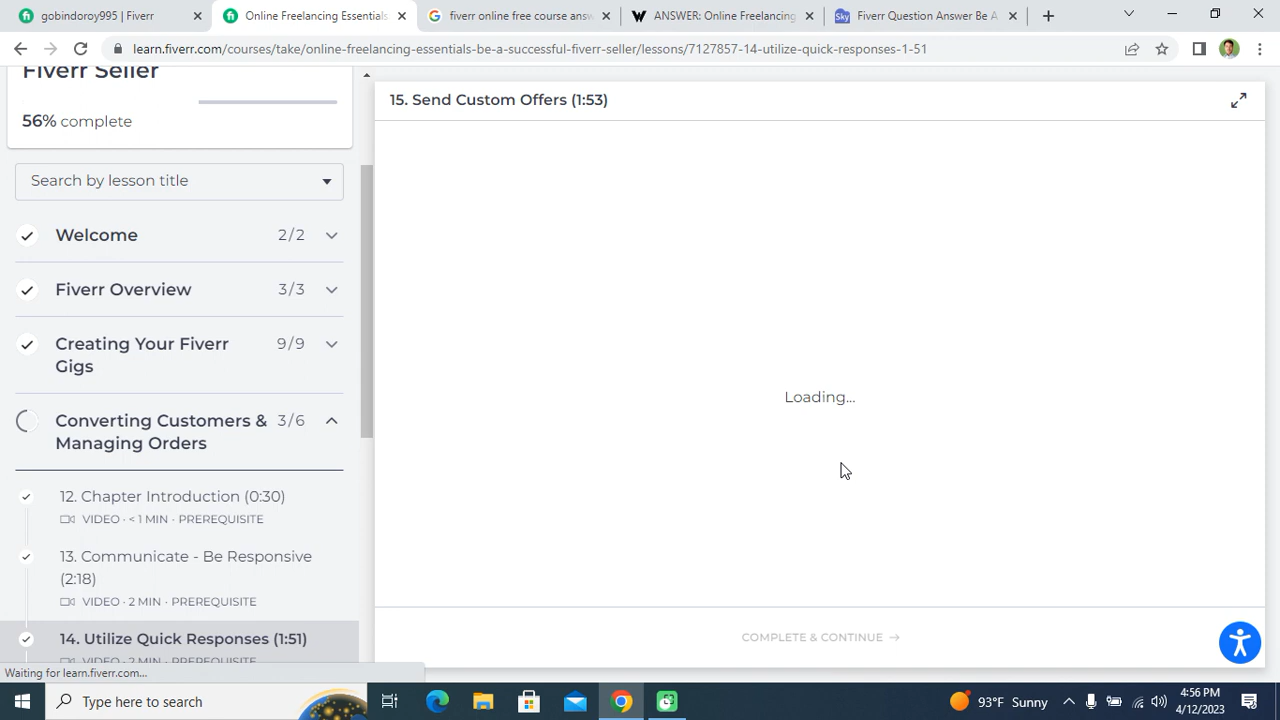 gobindoroy995 | Fiverr
Online Freelancing Essentials
fiverr online free course answ
ANSWER: Online Freelancing
Sky
Fiverr Question Answer Be A
learn.fiverr.com/courses/take/online-freelancing-essentials-be-a-successful-fiverr-seller/lessons/7127857-14-utilize-quick-responses-1-51
Fiverr Seller
56% complete
Search by lesson title
Welcome 2/2
Fiverr Overview 3/3
Creating Your Fiverr 9/9
Gigs
Converting Customers & 3/6
Managing Orders
12. Chapter Introduction (0:30)
VIDEO · < 1 MIN · PREREQUISITE
13. Communicate - Be Responsive
(2:18)
VIDEO · 2 MIN · PREREQUISITE
14. Utilize Quick Responses (1:51)
VIDEO · 2 MIN · PREREQUISITE
Waiting for learn.fiverr.com...
15. Send Custom Offers (1:53)
Loading...
COMPLETE & CONTINUE →
Type here to search
93°F Sunny
4:56 PM
4/12/2023